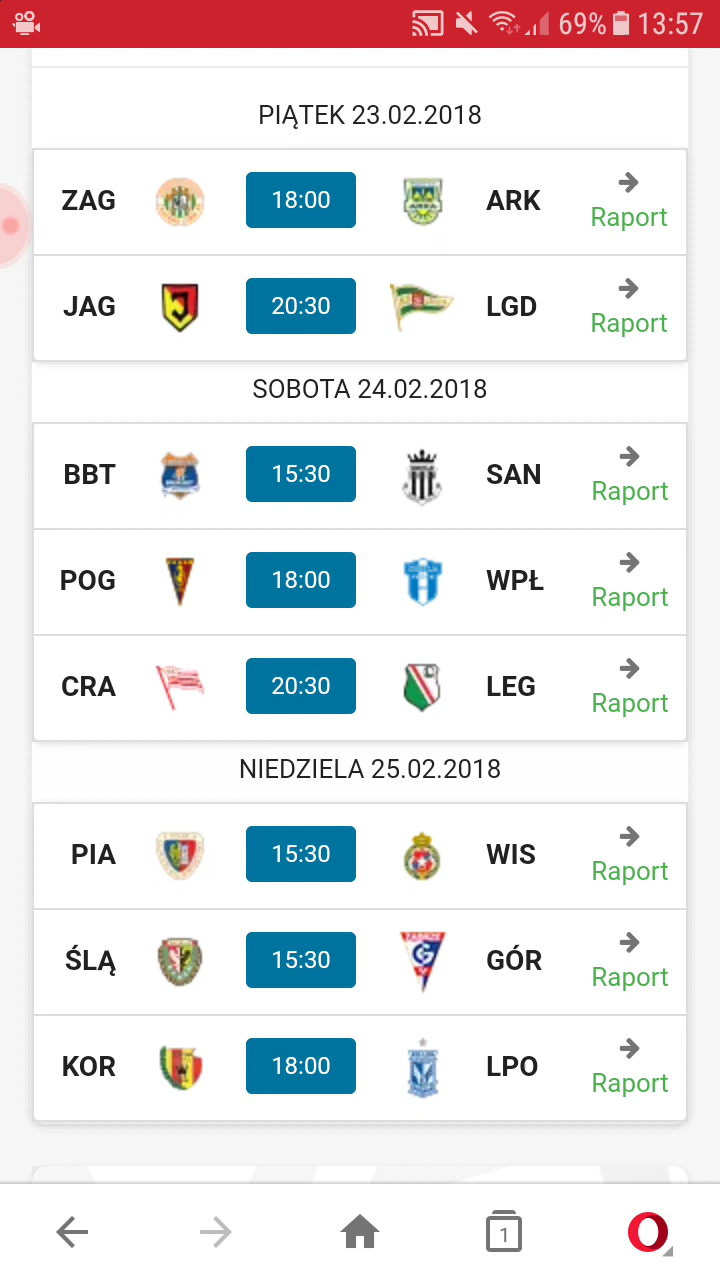 69% 13:57
PIĄTEK 23.02.2018
ZAG 18:00 ARK Raport
JAG 20:30 LGD Raport
SOBOTA 24.02.2018
BBT 15:30 SAN Raport
POG 18:00 WPŁ Raport
CRA 20:30 LEG Raport
NIEDZIELA 25.02.2018
PIA 15:30 WIS Raport
ŚLĄ 15:30 GÓR Raport
KOR 18:00 LPO Raport
1